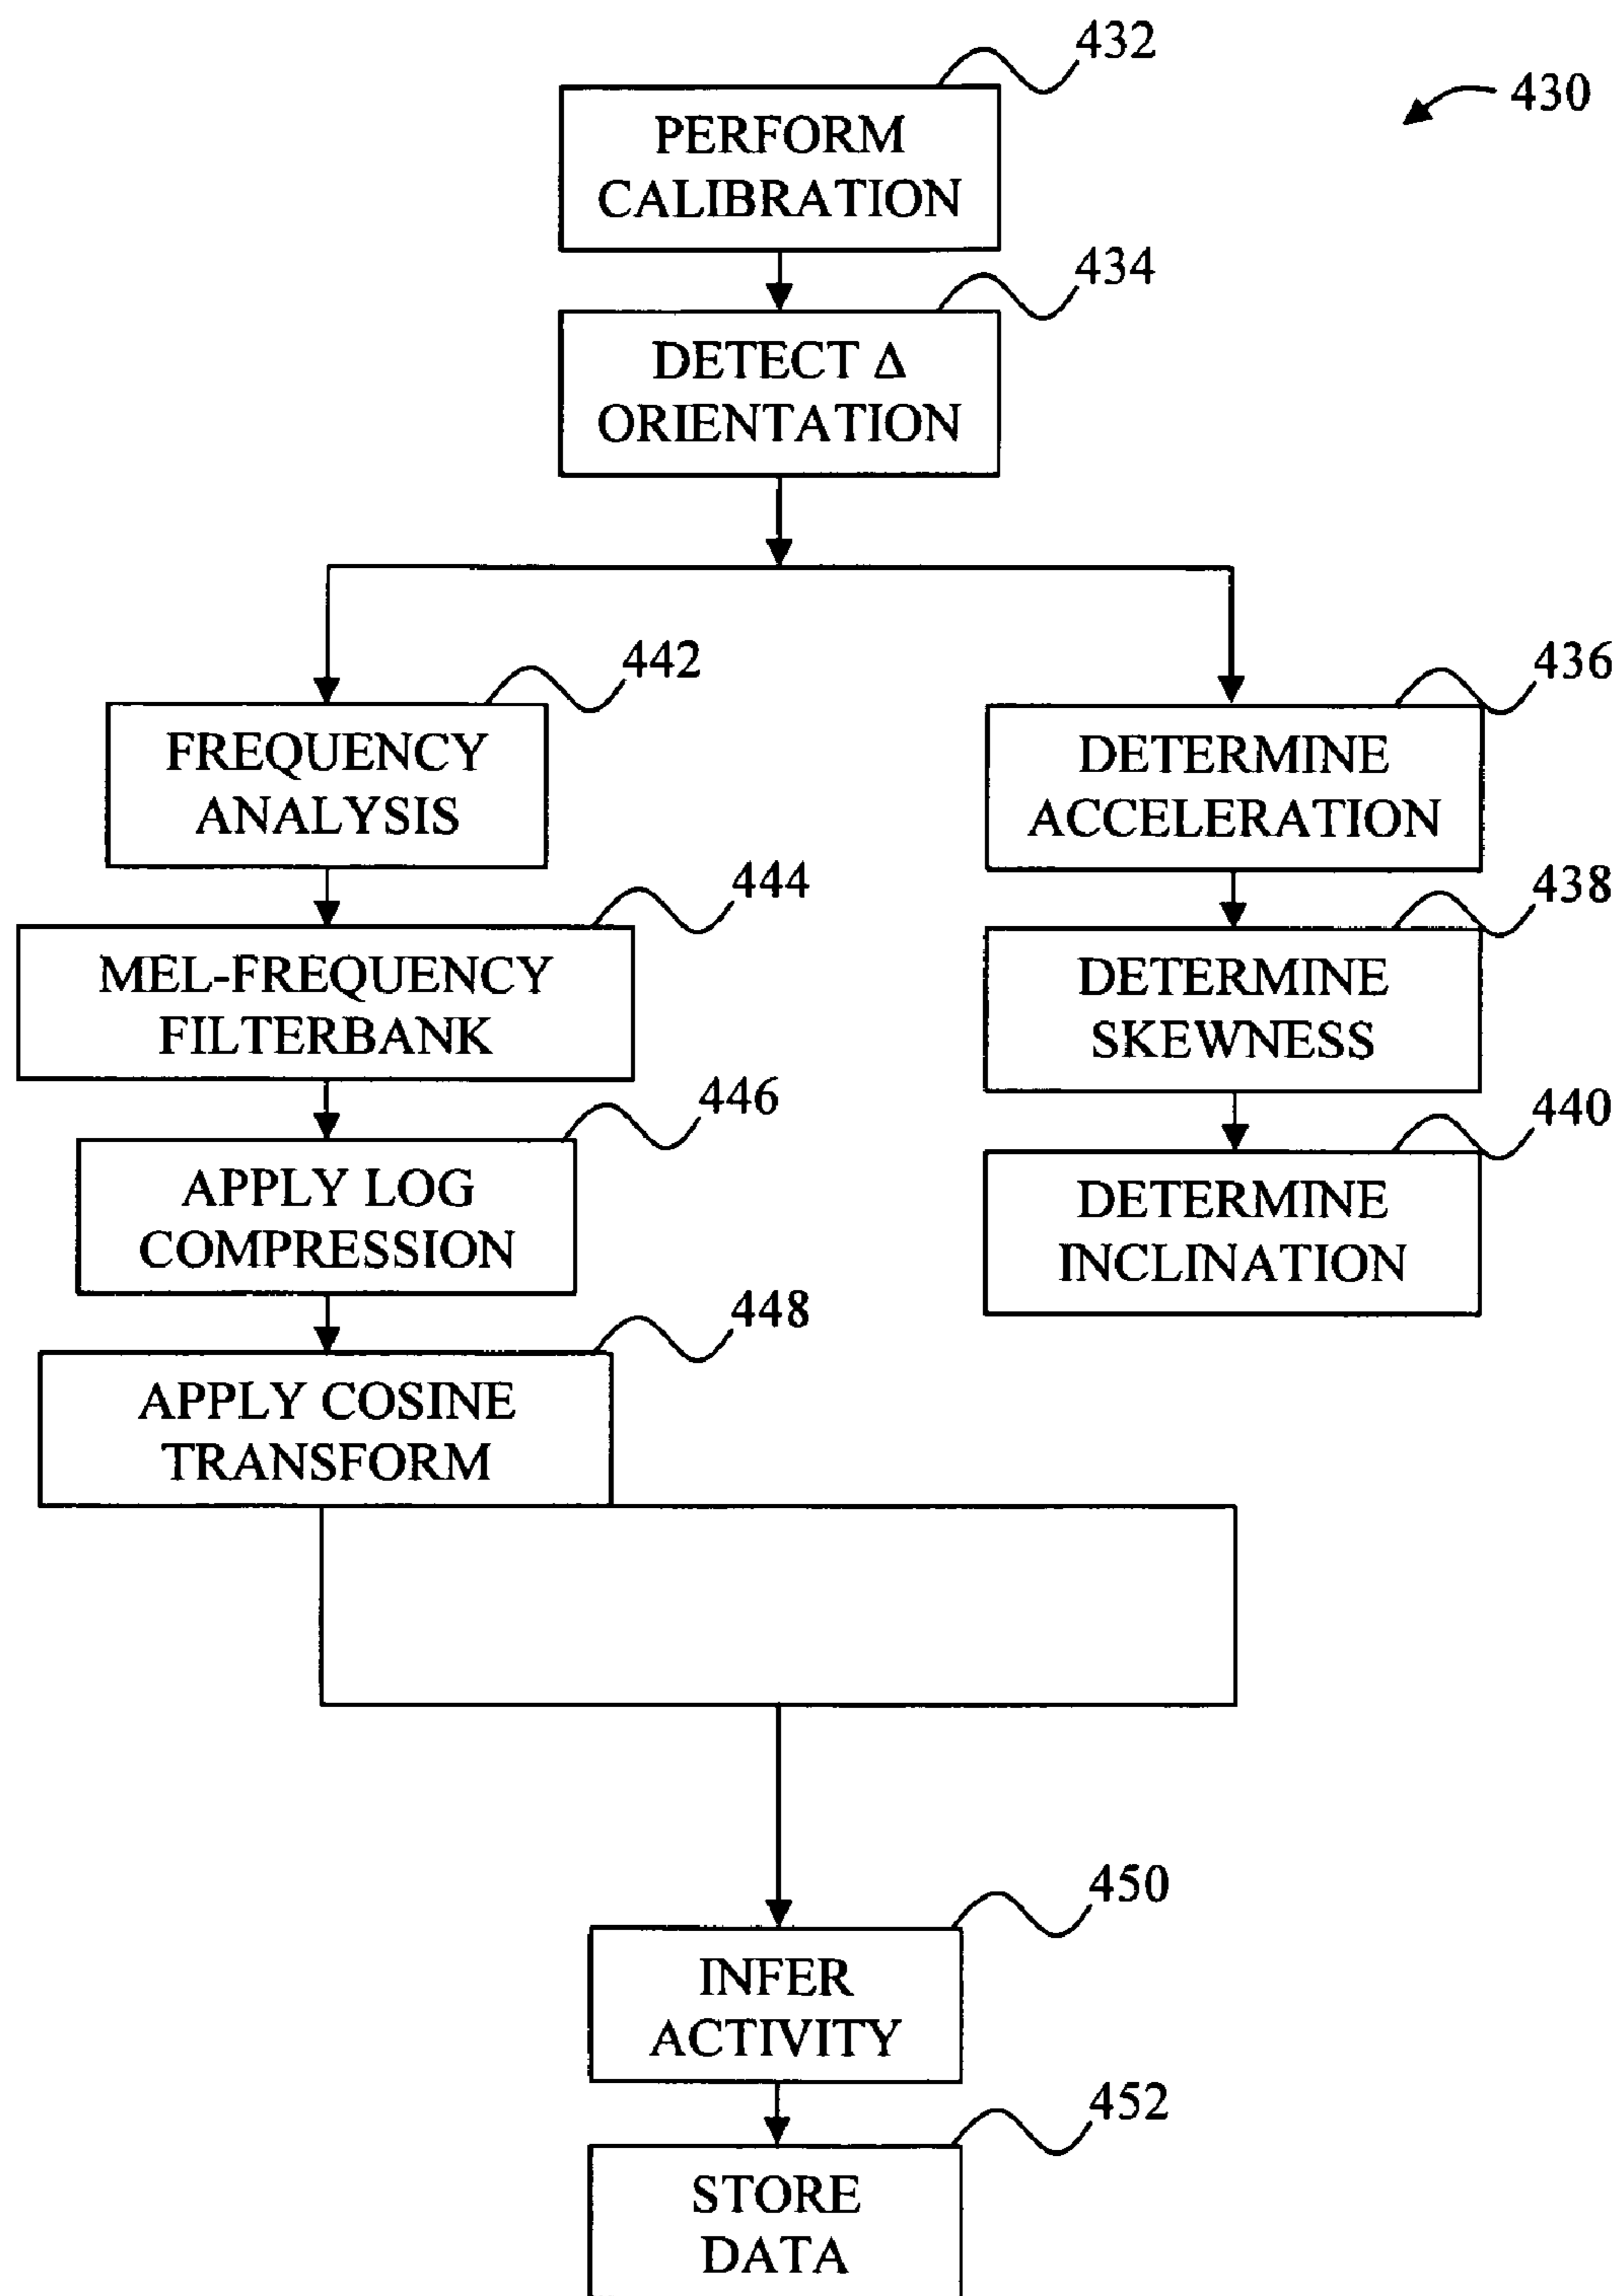 432
430
PERFORM
CALIBRATION
434
DETECT Δ
ORIENTATION
442
FREQUENCY
ANALYSIS
444
MEL-FREQUENCY
FILTERBANK
446
APPLY LOG
COMPRESSION
448
APPLY COSINE
TRANSFORM
436
DETERMINE
ACCELERATION
438
DETERMINE
SKEWNESS
440
DETERMINE
INCLINATION
450
INFER
ACTIVITY
452
STORE
DATA